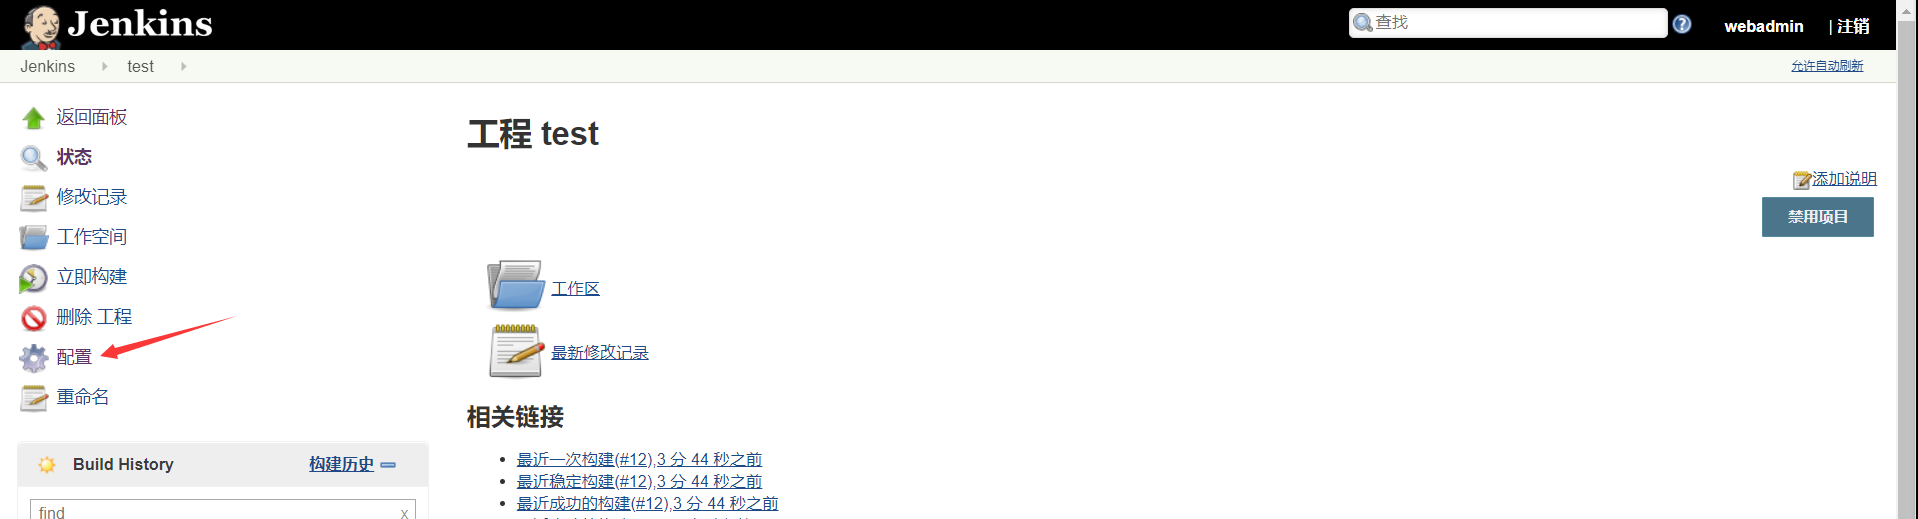 Jenkins
查找
webadmin
| 注销
Jenkins
test
允许自动刷新
返回面板
状态
修改记录
工作空间
立即构建
删除 工程
配置
重命名
Build History
构建历史
find
x
工程 test
添加说明
禁用项目
工作区
最新修改记录
相关链接
最近一次构建(#12),3 分 44 秒之前
最近稳定构建(#12),3 分 44 秒之前
最近成功的构建(#12),3 分 44 秒之前